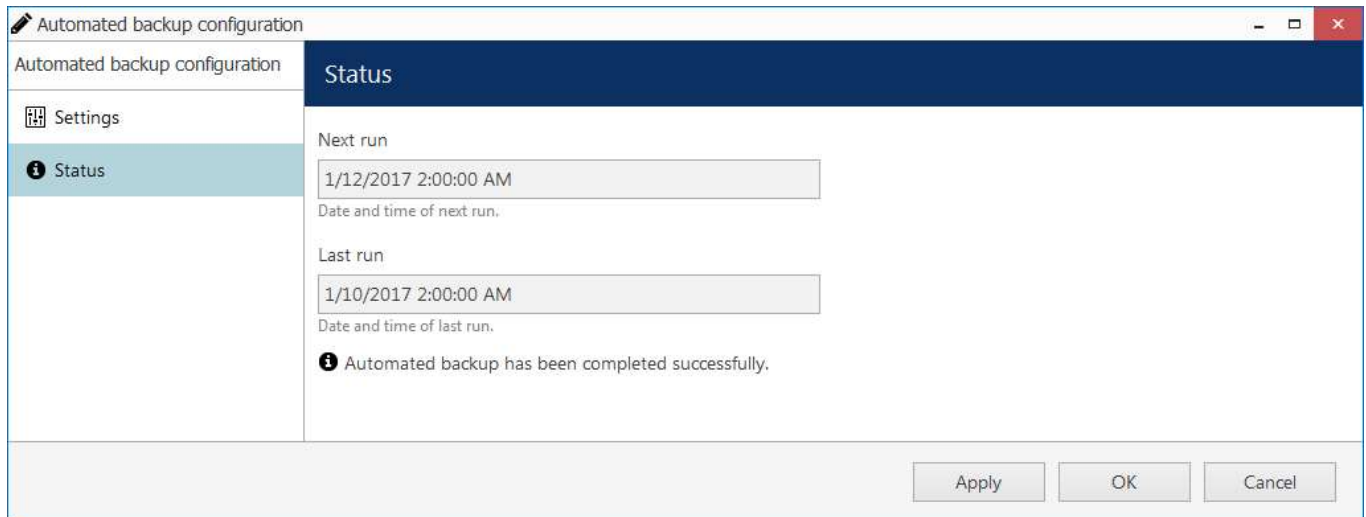 Automated backup configuration
Automated backup configuration
Settings
Status
Status
Next run
1/12/2017 2:00:00 AM
Date and time of next run.
Last run
1/10/2017 2:00:00 AM
Date and time of last run.
Automated backup has been completed successfully.
Apply OK Cancel